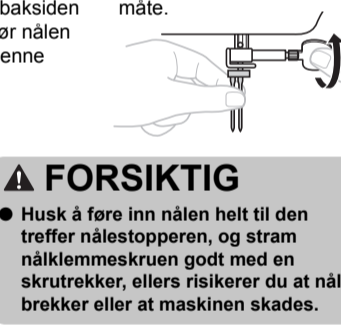 baksiden
ør nålen
enne
måte.
FORSIKTIG
● Husk å føre inn nålen helt til den
treffer nålestopperen, og stram
nålklemmeskruen godt med en
skrutrekker, ellers risikerer du at nål
brekker eller at maskinen skades.